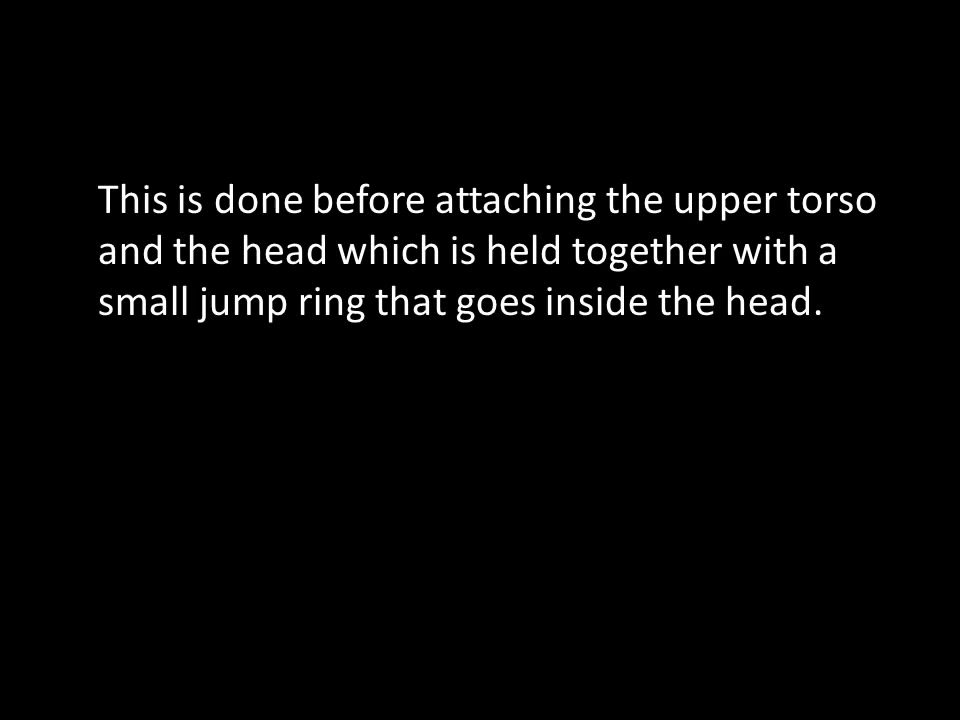 This is done before attaching the upper torso
and the head which is held together with a
small jump ring that goes inside the head.